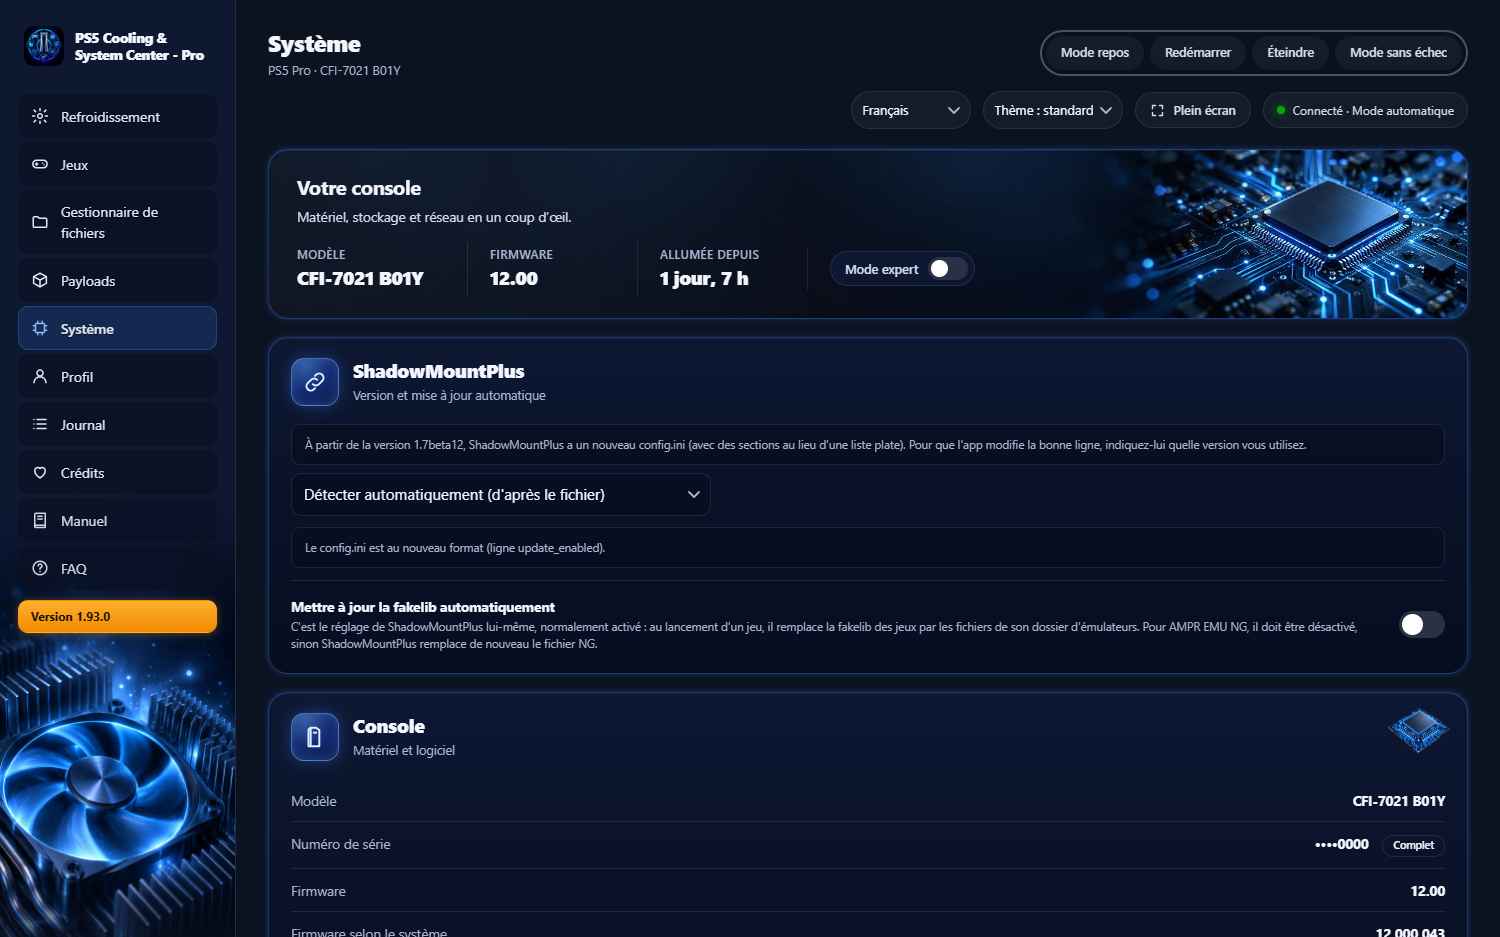 PS5 Cooling &
System Center - Pro
Refroidissement
Jeux
Gestionnaire de
fichiers
Payloads
Système
Profil
Journal
Crédits
Manuel
FAQ
Version 1.93.0
Système
PS5 Pro · CFI-7021 B01Y
Mode repos
Redémarrer
Éteindre
Mode sans échec
Français
Thème : standard
Plein écran
Connecté · Mode automatique
Votre console
Matériel, stockage et réseau en un coup d’œil.
MODÈLE
CFI-7021 B01Y
FIRMWARE
12.00
ALLUMÉE DEPUIS
1 jour, 7 h
Mode expert
ShadowMountPlus
Version et mise à jour automatique
À partir de la version 1.7beta12, ShadowMountPlus a un nouveau config.ini (avec des sections au lieu d'une liste plate). Pour que l'app modifie la bonne ligne, indiquez-lui quelle version vous utilisez.
Détecter automatiquement (d'après le fichier)
Le config.ini est au nouveau format (ligne update_enabled).
Mettre à jour la fakelib automatiquement
C'est le réglage de ShadowMountPlus lui-même, normalement activé : au lancement d'un jeu, il remplace la fakelib des jeux par les fichiers de son dossier d'émulateurs. Pour AMPR EMU NG, il doit être désactivé,
sinon ShadowMountPlus remplace de nouveau le fichier NG.
Console
Matériel et logiciel
Modèle
CFI-7021 B01Y
Numéro de série
••••0000
Complet
Firmware
12.00
Firmware selon le système
12.000.043